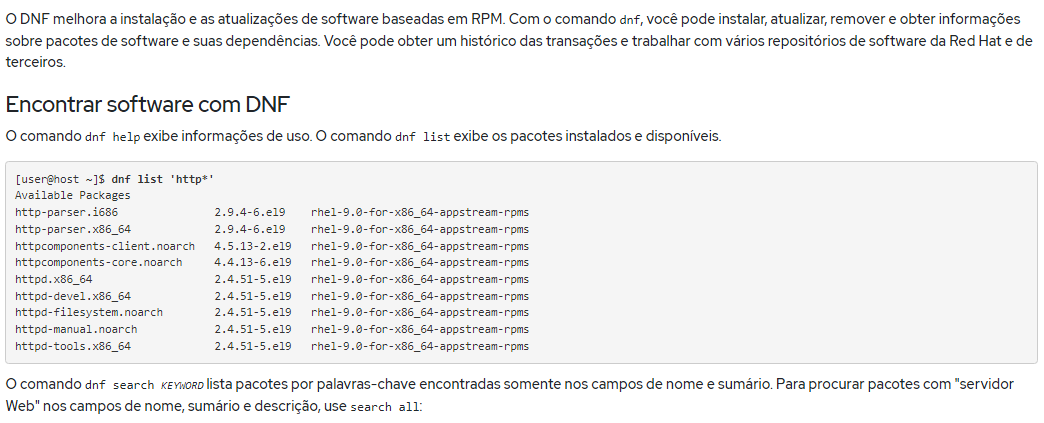 O DNF melhora a instalação e as atualizações de software baseadas em RPM. Com o comando dnf, você pode instalar, atualizar, remover e obter informações
sobre pacotes de software e suas dependências. Você pode obter um histórico das transações e trabalhar com vários repositórios de software da Red Hat e de
terceiros.
Encontrar software com DNF
O comando dnf help exibe informações de uso. O comando dnf list exibe os pacotes instalados e disponíveis.
[user@host ~]$ dnf list 'http*'
Available Packages
http-parser.i686 2.9.4-6.el9 rhel-9.0-for-x86_64-appstream-rpms
http-parser.x86_64 2.9.4-6.el9 rhel-9.0-for-x86_64-appstream-rpms
httpcomponents-client.noarch 4.5.13-2.el9 rhel-9.0-for-x86_64-appstream-rpms
httpcomponents-core.noarch 4.4.13-6.el9 rhel-9.0-for-x86_64-appstream-rpms
httpd.x86_64 2.4.51-5.el9 rhel-9.0-for-x86_64-appstream-rpms
httpd-devel.x86_64 2.4.51-5.el9 rhel-9.0-for-x86_64-appstream-rpms
httpd-filesystem.noarch 2.4.51-5.el9 rhel-9.0-for-x86_64-appstream-rpms
httpd-manual.noarch 2.4.51-5.el9 rhel-9.0-for-x86_64-appstream-rpms
httpd-tools.x86_64 2.4.51-5.el9 rhel-9.0-for-x86_64-appstream-rpms
O comando dnf search KEYWORD lista pacotes por palavras-chave encontradas somente nos campos de nome e sumário. Para procurar pacotes com "servidor
Web" nos campos de nome, sumário e descrição, use search all: